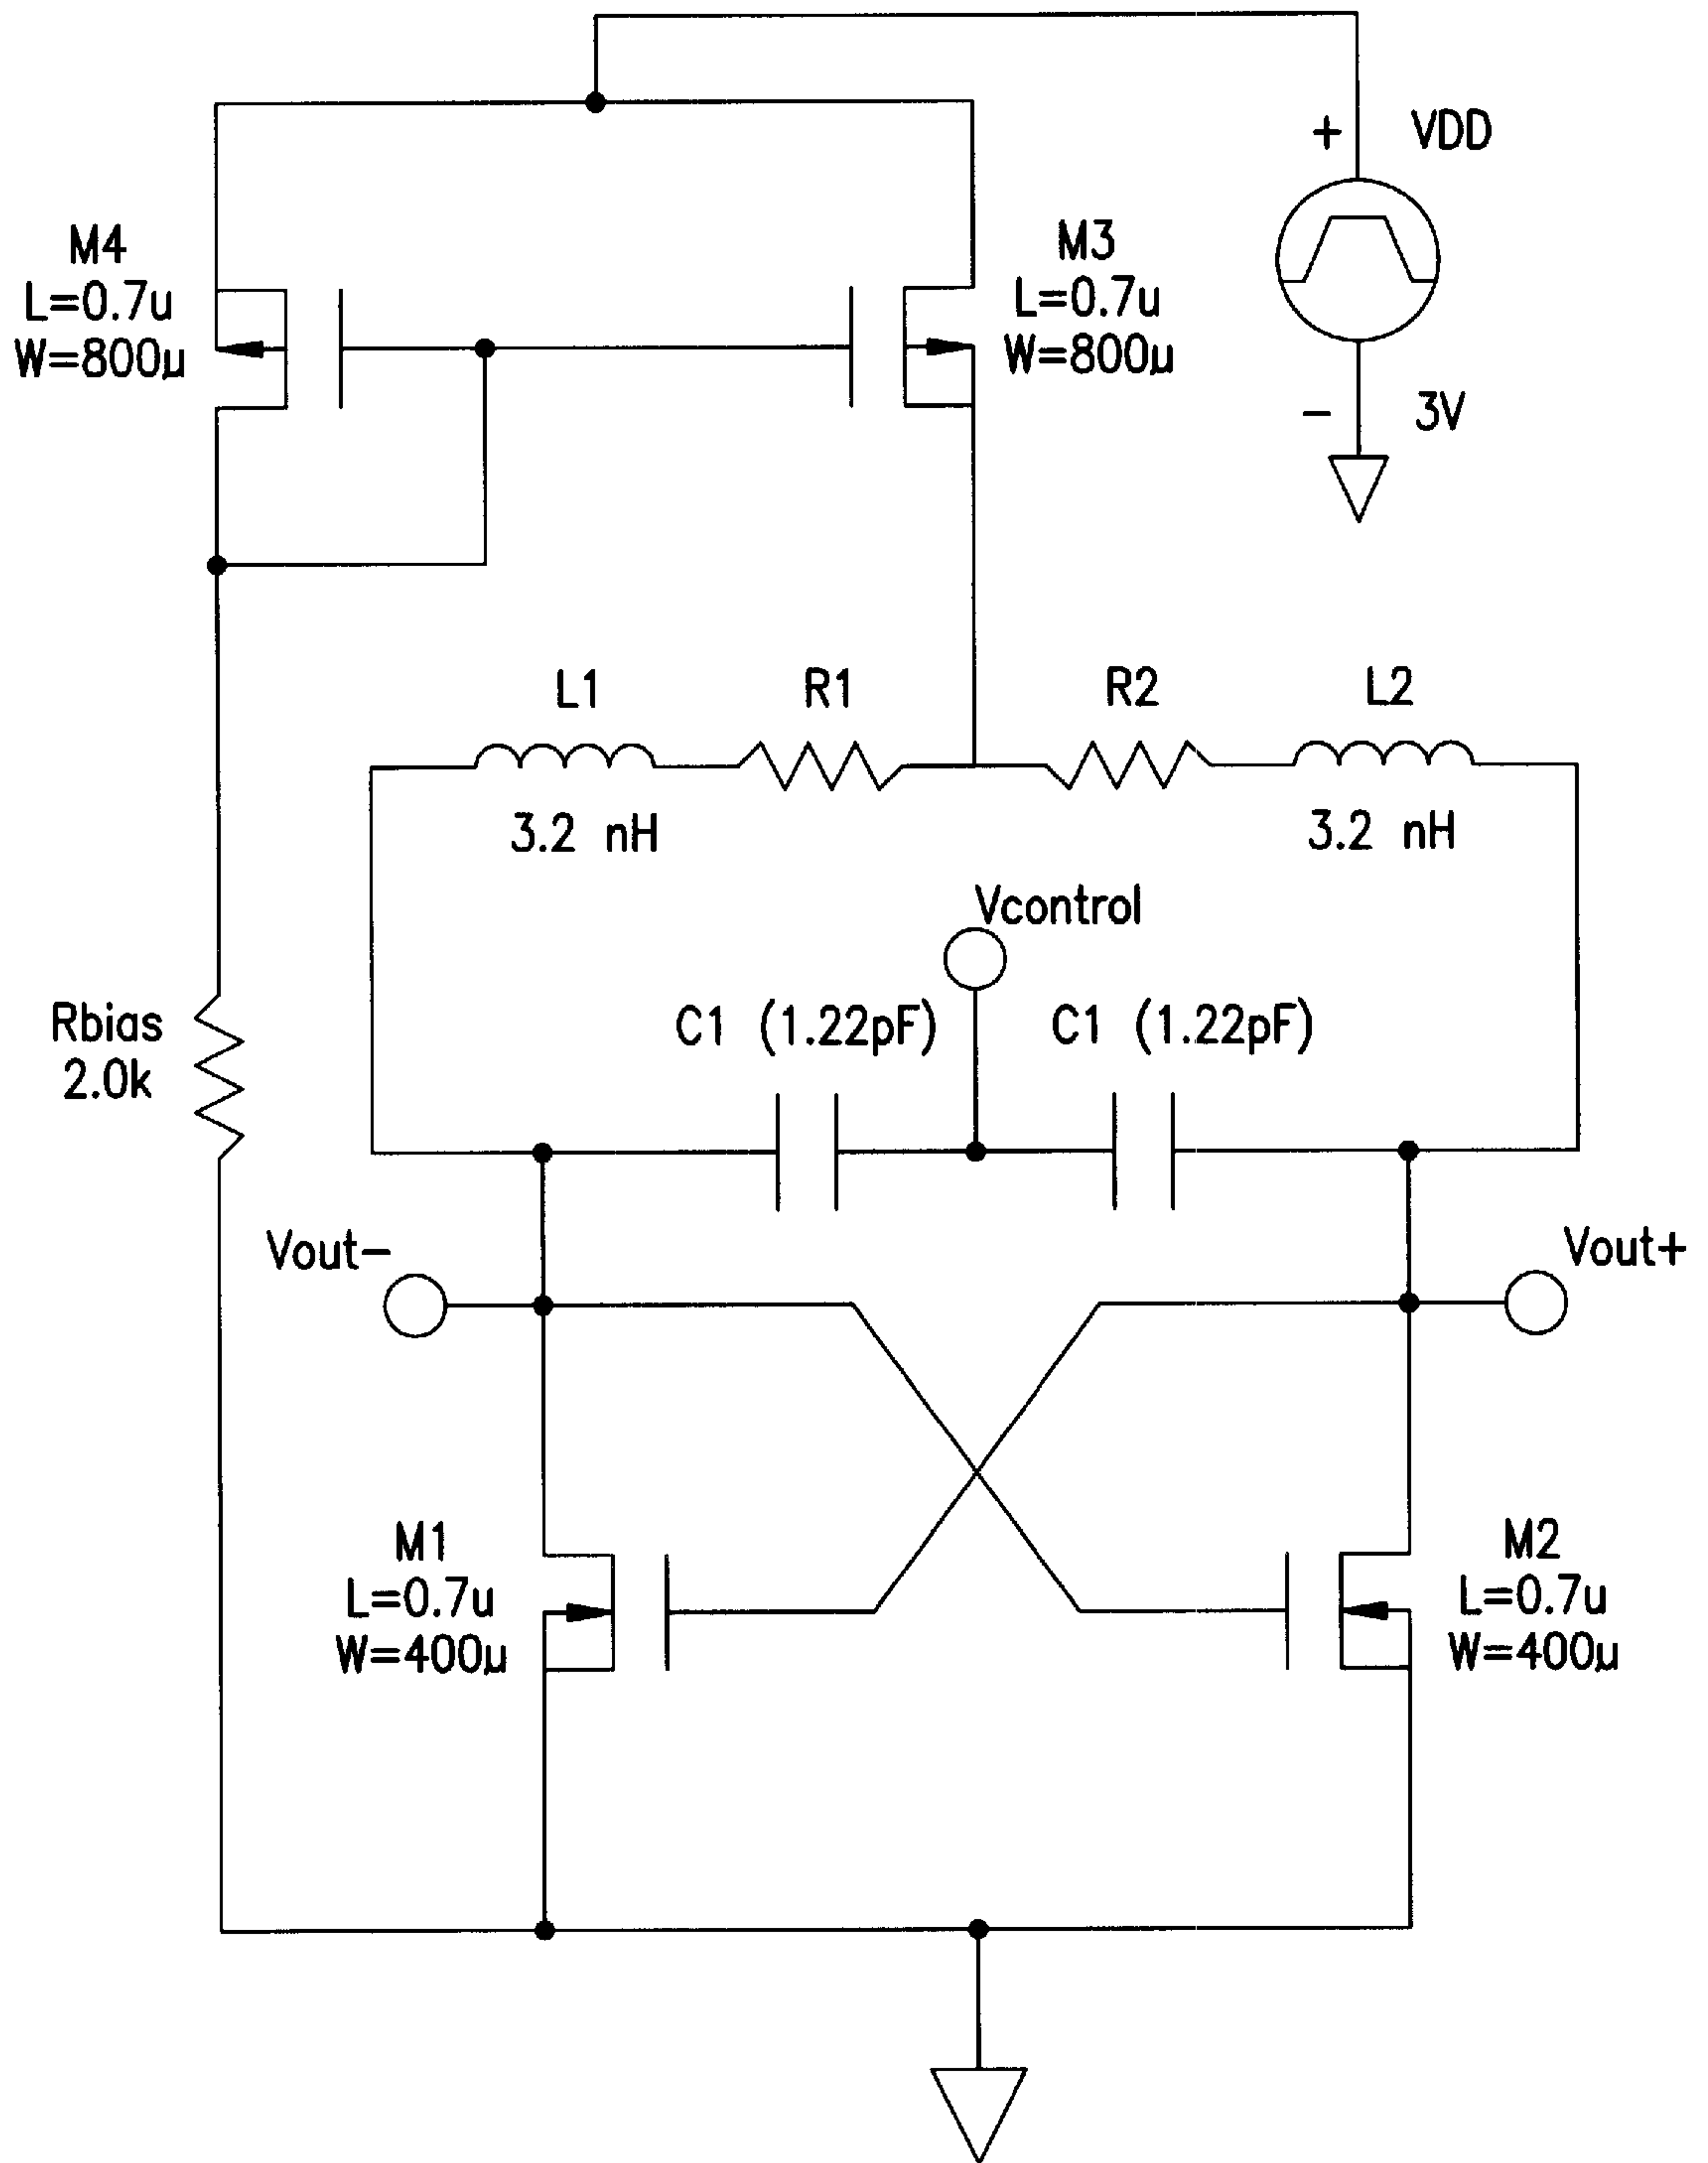 + VDD
M4
L=0.7u
W=800µ
M3
L=0.7u
W=800µ
- 3V
L1
R1
R2
L2
3.2 nH
3.2 nH
Vcontrol
Rbias
2.0k
C1 (1.22pF)
C1 (1.22pF)
Vout-
Vout+
M1
L=0.7u
W=400µ
M2
L=0.7u
W=400µ